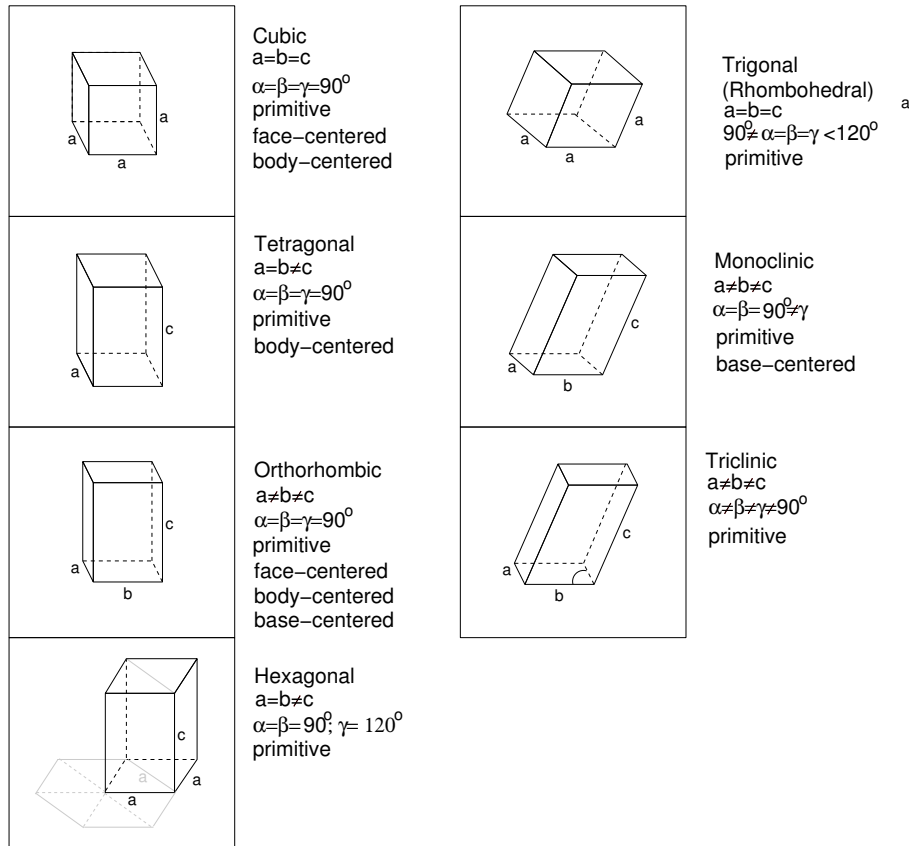 Cubic
a=b=c
α=β=γ=90°
primitive
face−centered
body−centered
a
a
a
Tetragonal
a=b≠c
α=β=γ=90°
primitive
body−centered
c
a
Orthorhombic
a≠b≠c
α=β=γ=90°
primitive
face−centered
body−centered
base−centered
c
a
b
Hexagonal
a=b≠c
α=β=90°; γ= 120°
primitive
c
a
a
a
Trigonal
(Rhombohedral)
a=b=c
90°≠ α=β=γ <120°
primitive
a
a
a
a
Monoclinic
a≠b≠c
α=β= 90°≠γ
primitive
base−centered
c
a
b
Triclinic
a≠b≠c
α≠β≠γ≠90°
primitive
c
a
b